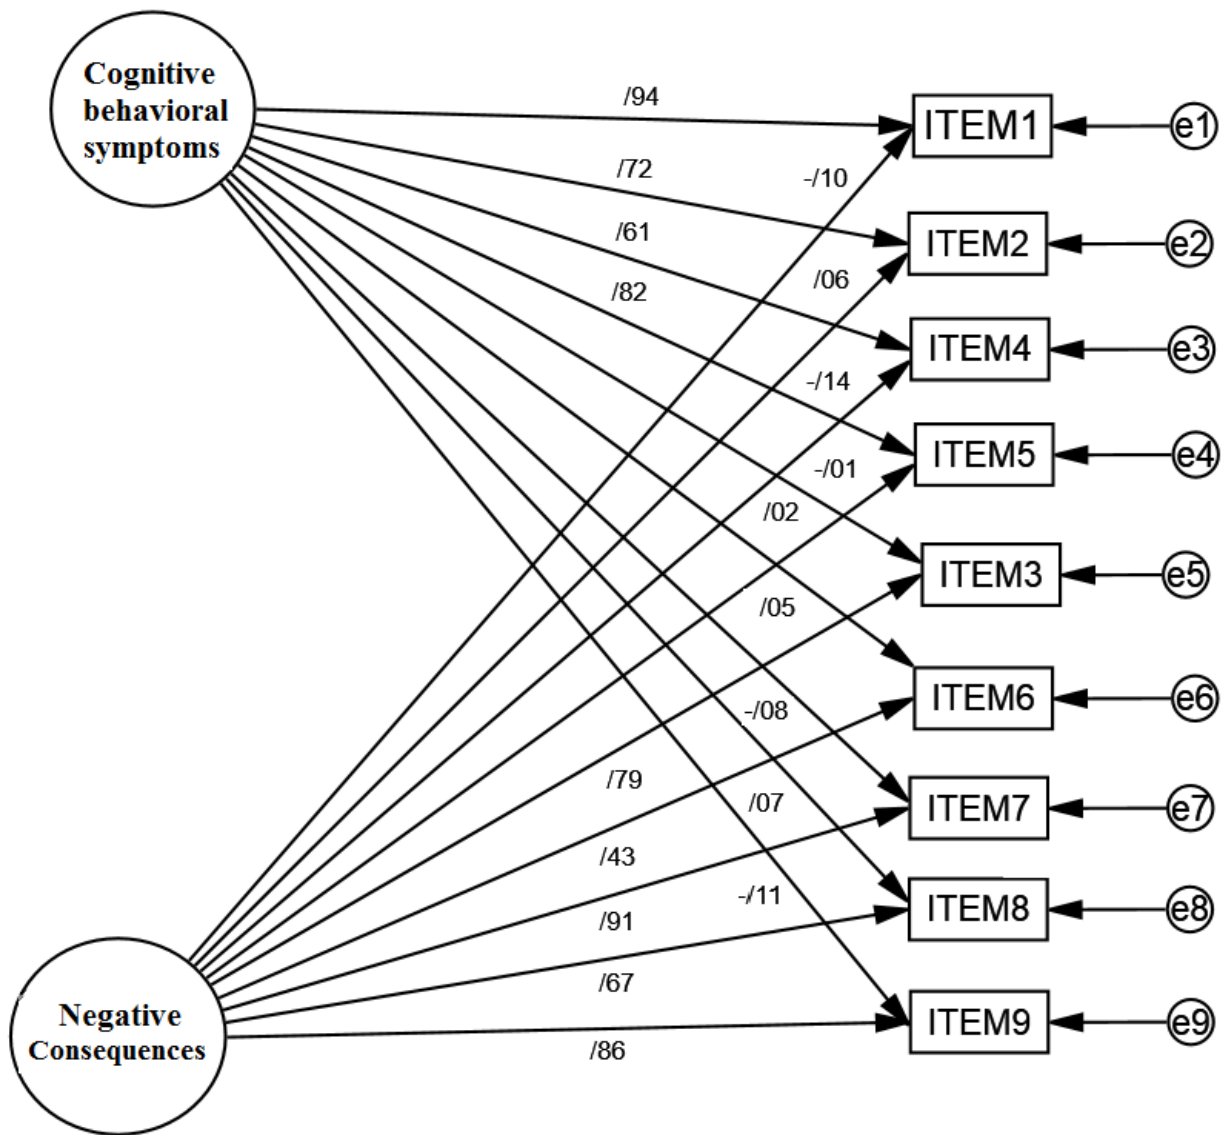 Cognitive
behavioral
symptoms
/94
ITEM1
e1
/72
-/10
/61
ITEM2
e2
/06
/82
ITEM4
e3
-/14
ITEM5
e4
-/01
/02
ITEM3
e5
/05
ITEM6
e6
-/08
/79
/07
ITEM7
e7
/43
-/11
ITEM8
e8
/91
/67
Negative
Consequences
ITEM9
e9
/86